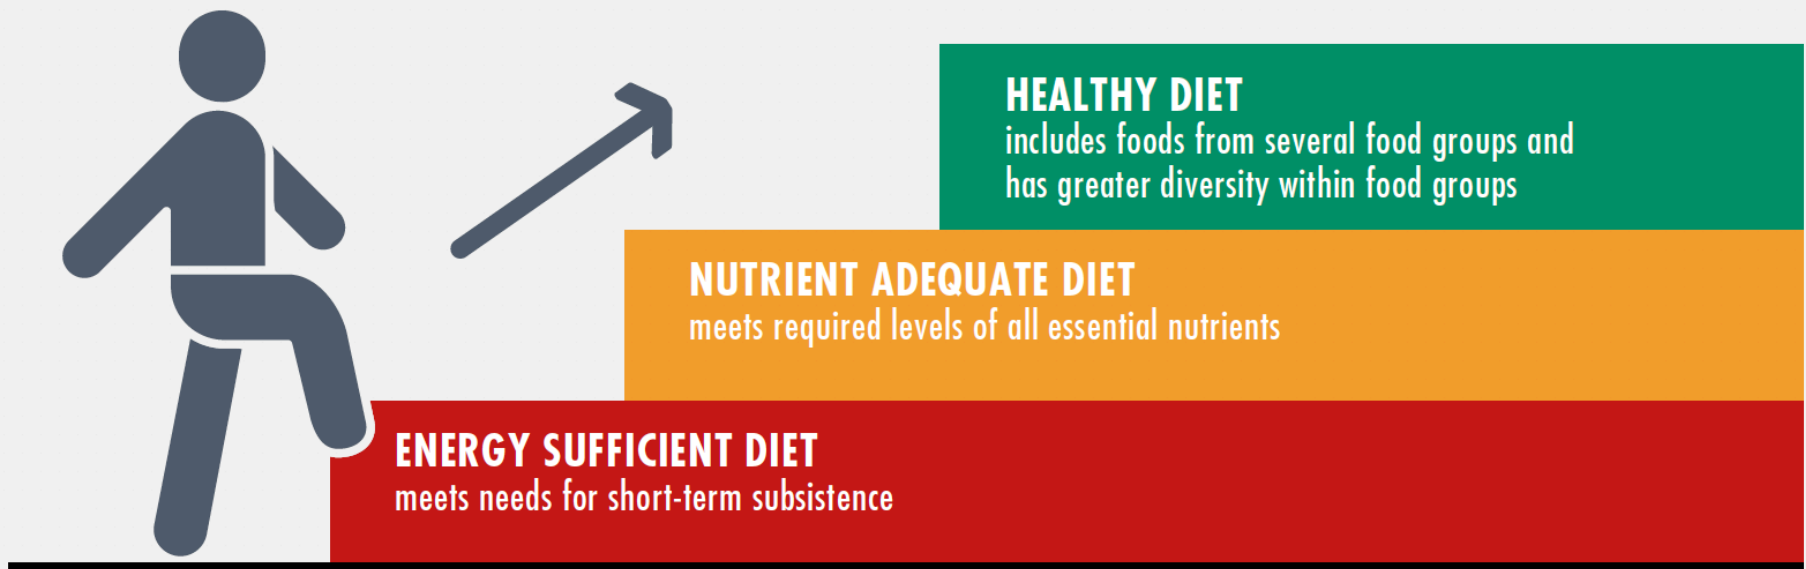 HEALTHY DIET
includes foods from several food groups and
has greater diversity within food groups
NUTRIENT ADEQUATE DIET
meets required levels of all essential nutrients
ENERGY SUFFICIENT DIET
meets needs for short-term subsistence